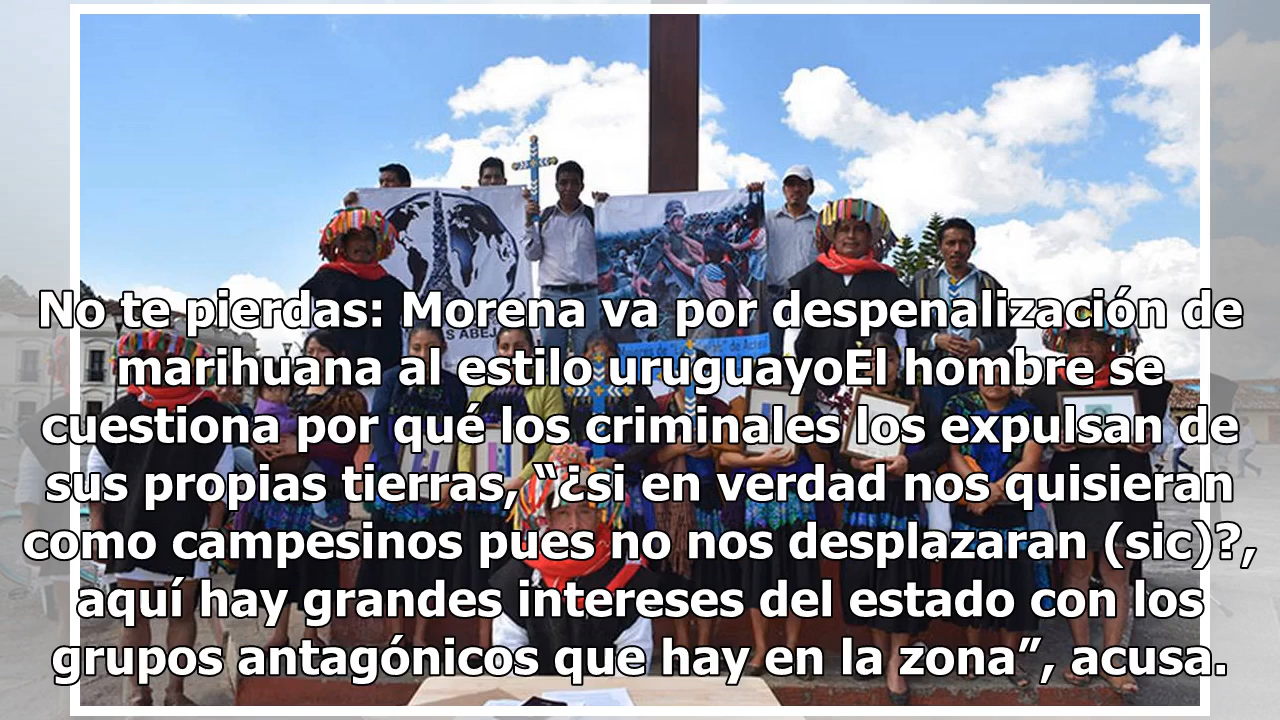 No te pierdas: Morena va por despenalización de
marihuana al estilo uruguayoEl hombre se
cuestiona por qué los criminales los expulsan de
sus propias tierras, “¿si en verdad nos quisieran
como campesinos pues no nos desplazaran (sic)?,
aquí hay grandes intereses del estado con los
grupos antagónicos que hay en la zona”, acusa.